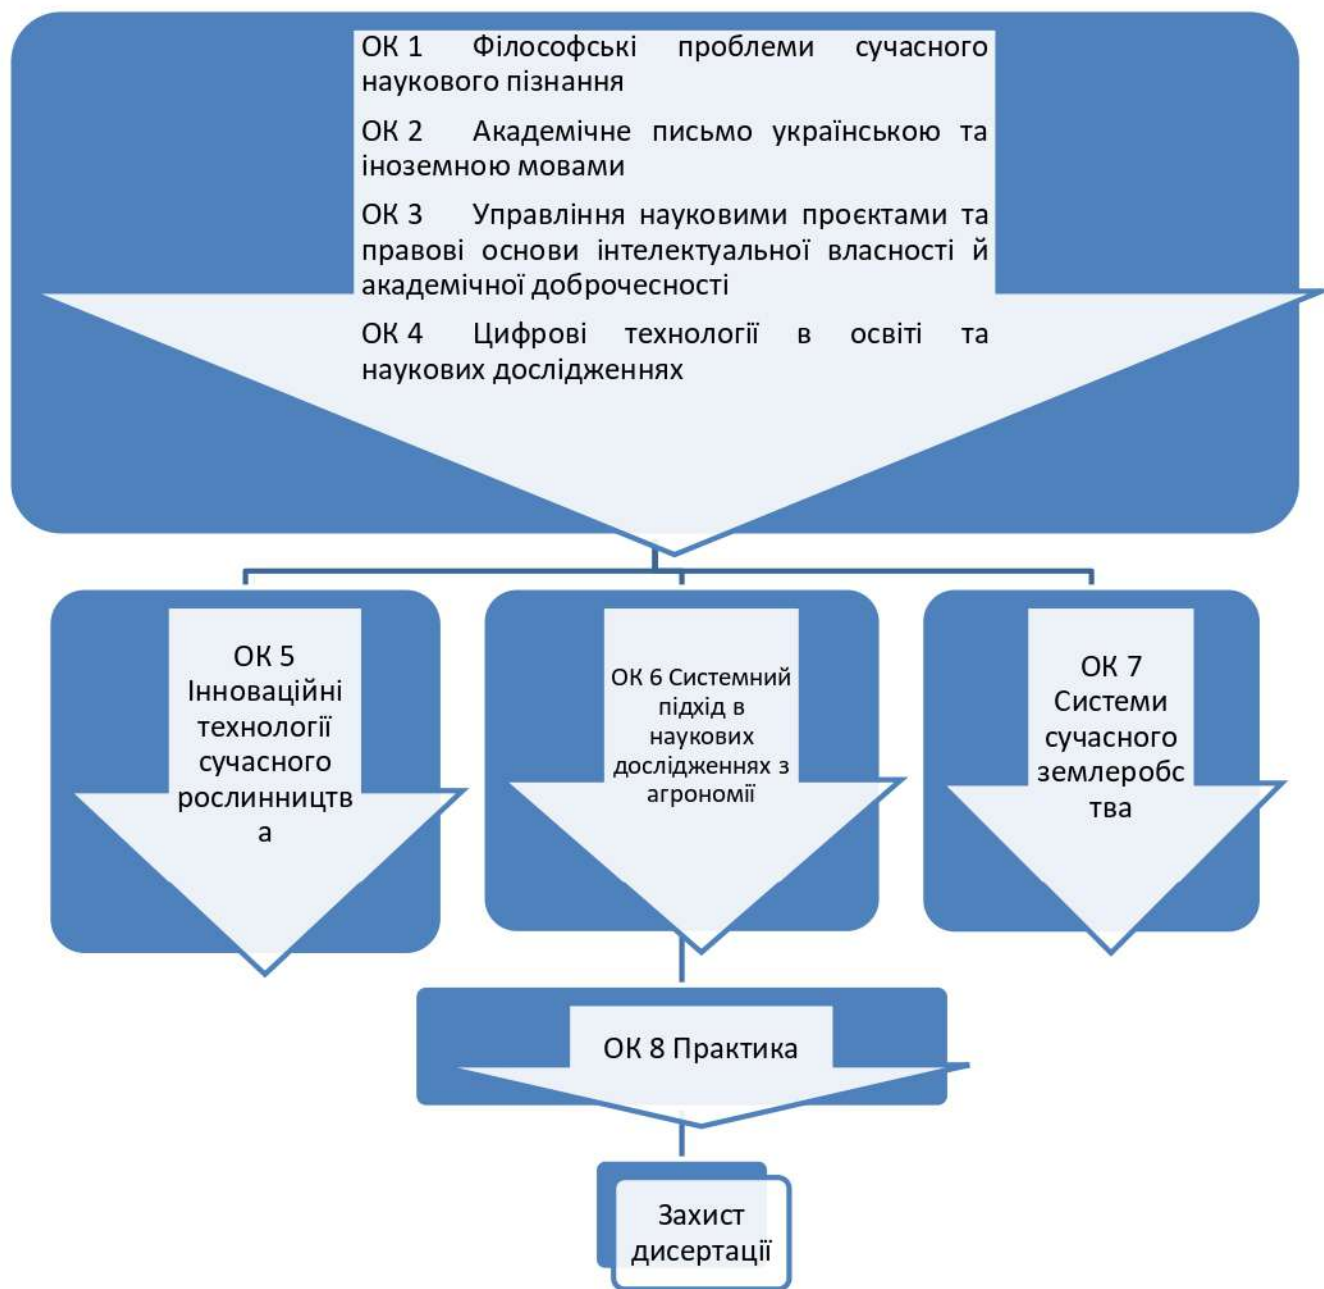 ОК 1 Філософські проблеми сучасного
наукового пізнання
ОК 2 Академічне письмо українською та
іноземною мовами
ОК 3 Управління науковими проєктами та
правові основи інтелектуальної власності й
академічної доброчесності
ОК 4 Цифрові технології в освіті та
наукових дослідженнях
ОК 5
Інноваційні
технології
сучасного
рослинництв
а
ОК 6 Системний
підхід в
наукових
дослідженнях з
агрономії
ОК 7
Системи
сучасного
землеробс
тва
ОК 8 Практика
Захист
дисертації